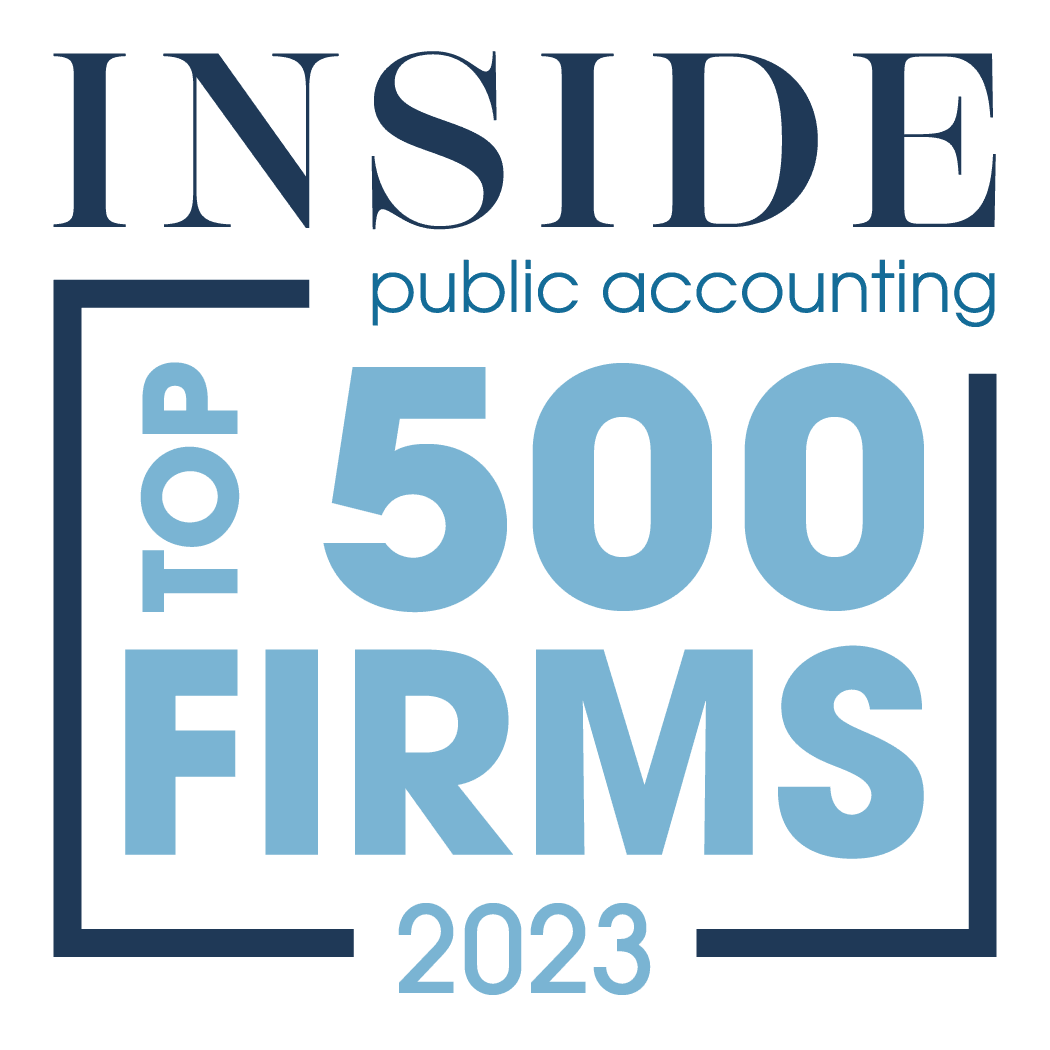 INSIDE
public accounting
TOP 500
FIRMS
2023